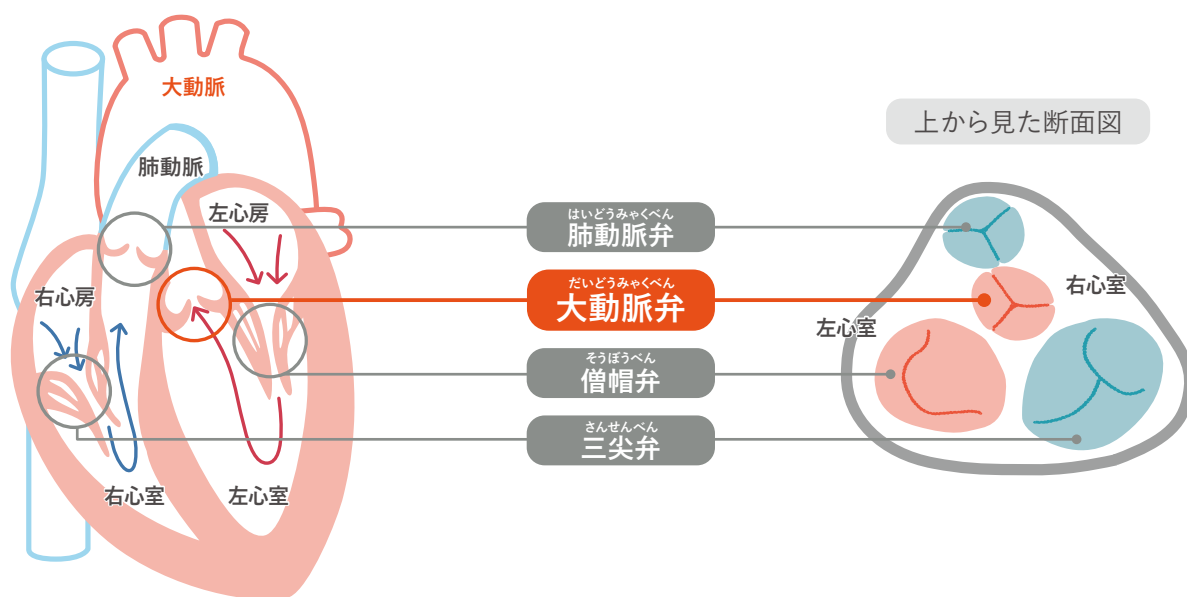 大動脈
肺動脈
左心房
右心房
右心室
左心室
はいどうみゃくべん
肺動脈弁
だいどうみゃくべん
大動脈弁
そうぼうべん
僧帽弁
さんせんべん
三尖弁
上から見た断面図
右心室
左心室